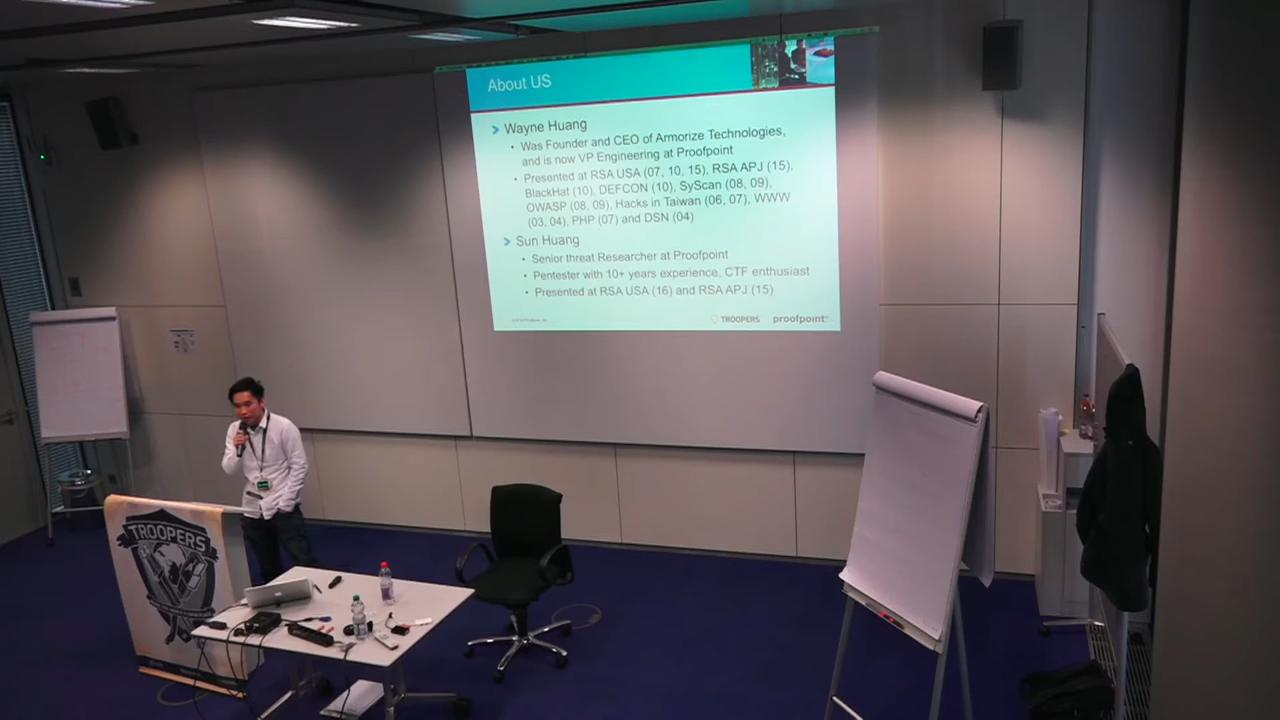 About US
Wayne Huang
Was Founder and CEO of Armorize Technologies,
and is now VP Engineering at Proofpoint
Presented at RSA USA (07, 10, 15), RSA APJ (15),
BlackHat (10), DEFCON (10), SyScan (08, 09),
OWASP (08, 09), Hacks in Taiwan (06, 07), WWW
(03, 04), PHP (07) and DSN (04)
Sun Huang
Senior threat Researcher at Proofpoint
Pentester with 10+ years experience, CTF enthusiast
Presented at RSA USA (16) and RSA APJ (15)
TROOPERS proofpoint
TROOPERS